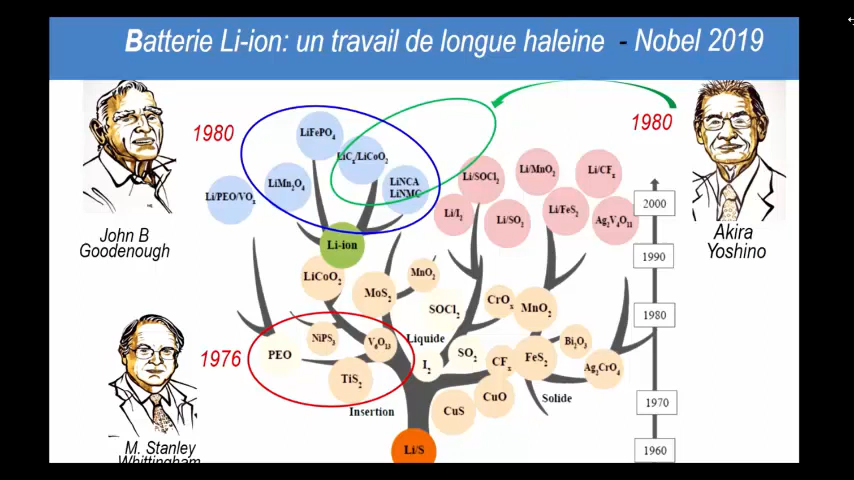 Batterie Li-ion: un travail de longue haleine - Nobel 2019
1980
1980
John B
Goodenough
Akira
Yoshino
1976
M. Stanley
Whittingham
LiFePO₄
LiCₓ/LiCoO₂
LiMn₂O₄
LiNCA
LiNMC
Li/PEO/VOₓ
Li-ion
Li/SOCl₂
Li/MnO₂
Li/CFₓ
Li/I₂
Li/SO₂
Li/FeS₂
Ag₂V₄O₁₁
2000
1990
1980
1970
1960
LiCoO₂
MoS₂
MnO₂
SOCl₂
CrOₓ
MnO₂
NiPS₃
V₆O₁₃
Liquide
PEO
TiS₂
I₂
SO₂
CFₓ
FeS₂
Bi₂O₃
Ag₂CrO₄
Insertion
CuS
CuO
Solide
Li/S